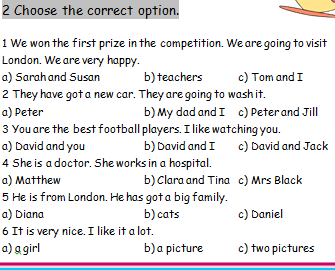 2 Choose the correct option.
1 We won the first prize in the competition. We are going to visit
London. We are very happy.
a) Sarah and Susan b) teachers c) Tom and I
2 They have got a new car. They are going to wash it.
a) Peter b) My dad and I c) Peter and Jill
3 You are the best football players. I like watching you.
a) David and you b) David and I c) David and Jack
4 She is a doctor. She works in a hospital.
a) Matthew b) Clara and Tina c) Mrs Black
5 He is from London. He has got a big family.
a) Diana b) cats c) Daniel
6 It is very nice. I like it a lot.
a) a girl b) a picture c) two pictures